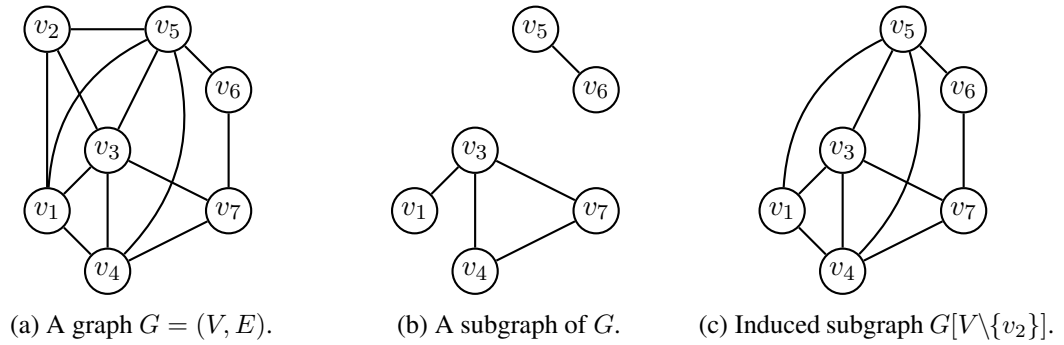 v₂ v₅ v₆ v₃ v₁ v₇ v₄
v₅ v₆ v₃ v₁ v₇ v₄
v₅ v₆ v₃ v₁ v₇ v₄
(a) A graph G = (V, E).
(b) A subgraph of G.
(c) Induced subgraph G[V\{v₂}].